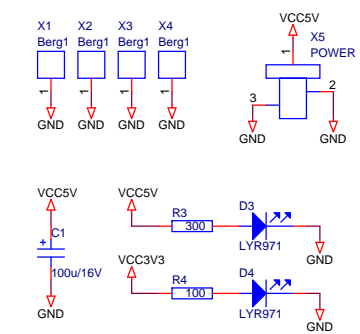 X1 X2 X3 X4
Berg1 Berg1 Berg1 Berg1
1 1 1 1
GND GND GND GND
VCC5V
X5
POWER
1
3 2
GND GND
VCC5V VCC5V
C1 R3 D3
+ 300
100u/16V LYR971
GND
VCC3V3
R4 D4
100
LYR971
GND GND